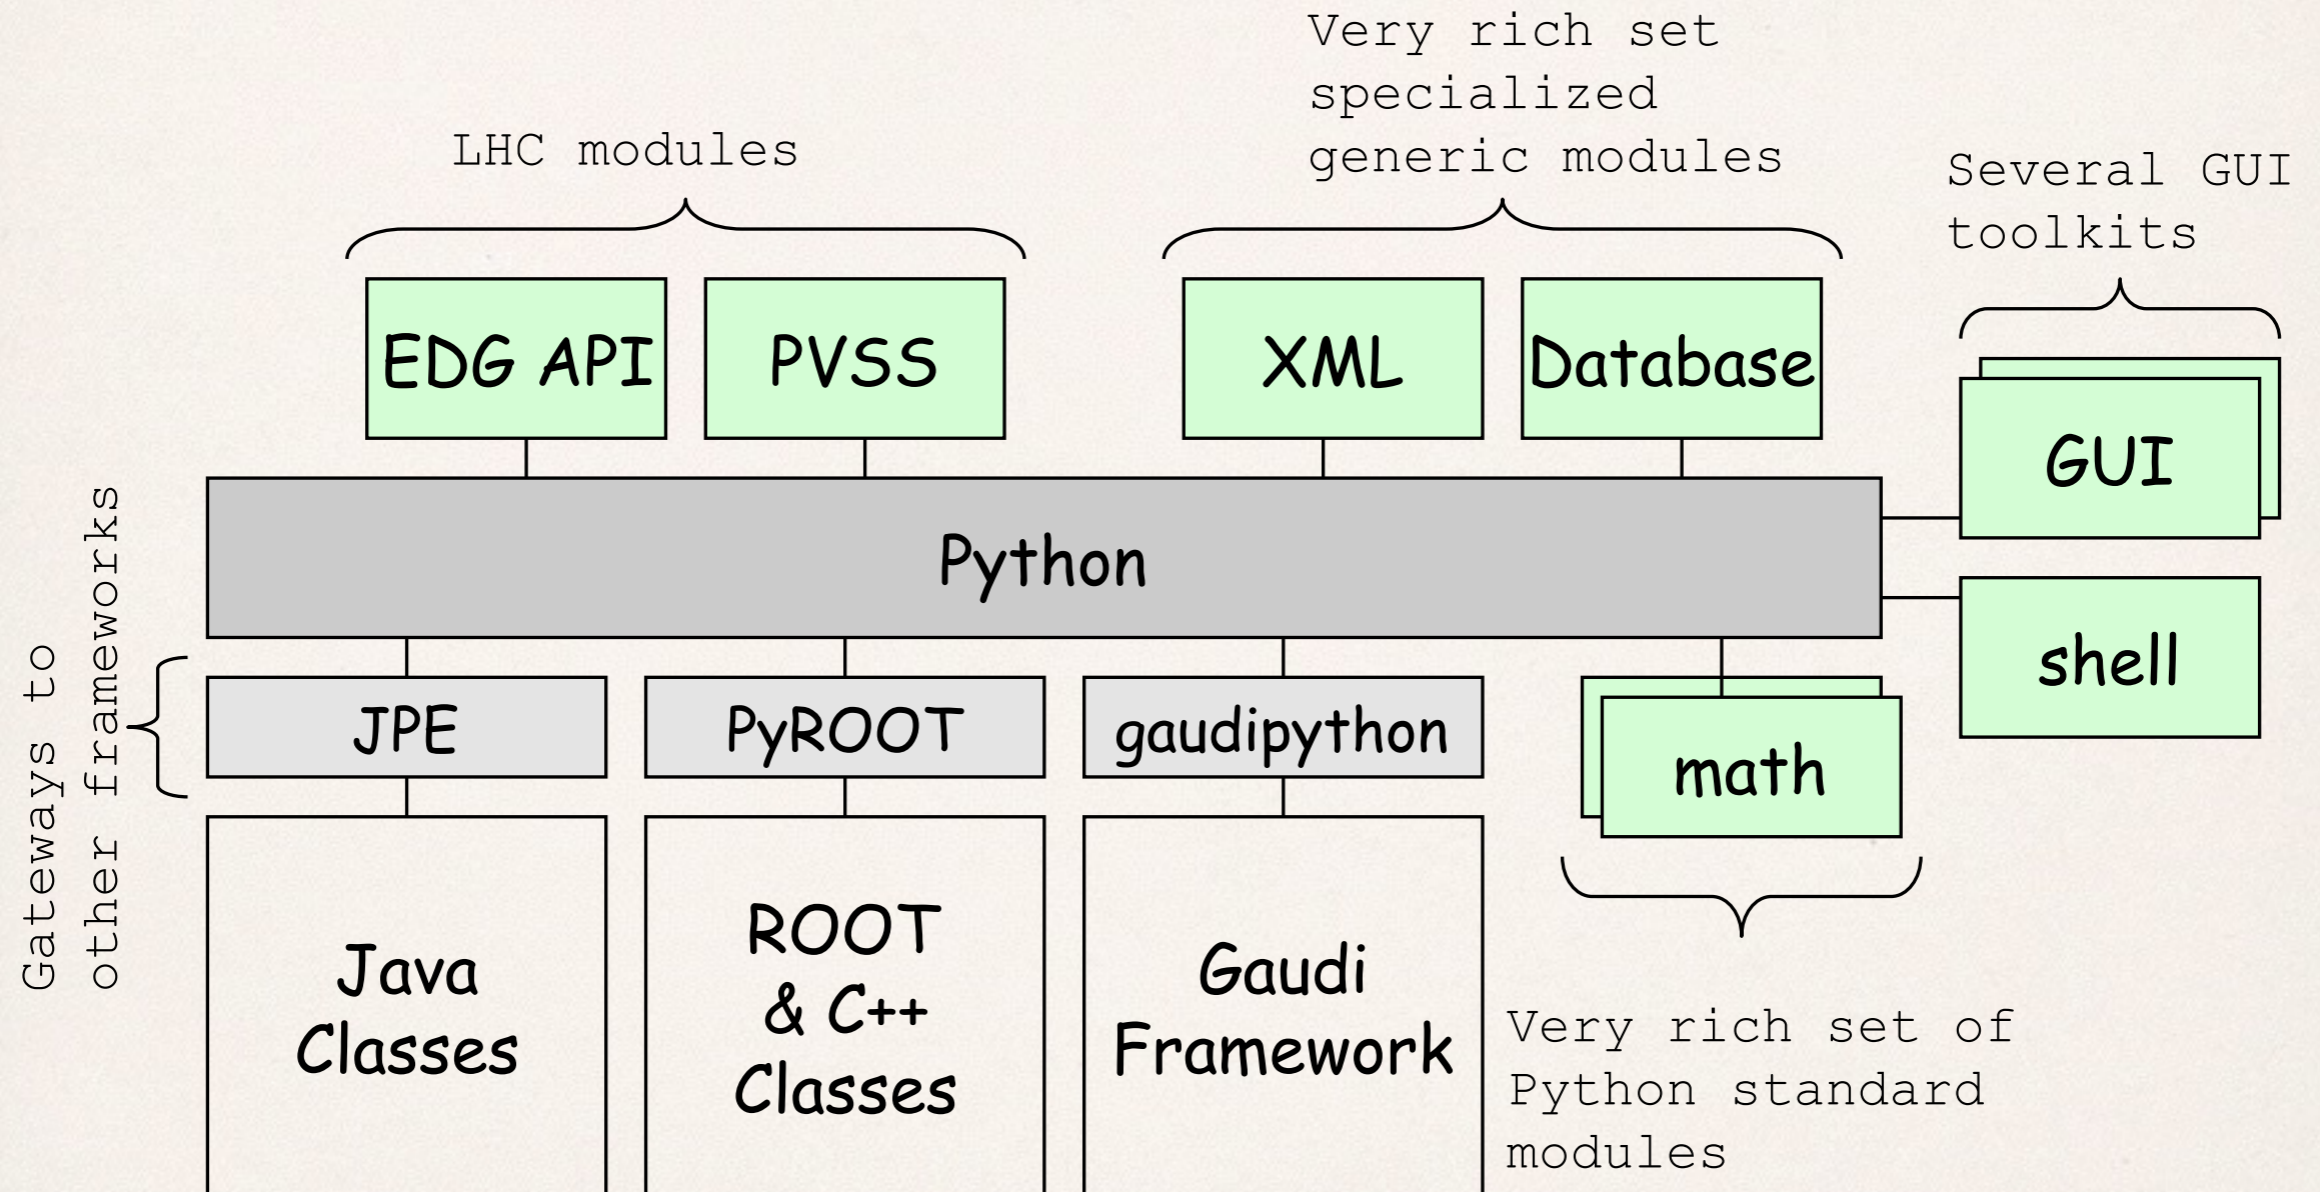 Very rich set
specialized
generic modules
LHC modules
Several GUI
toolkits
EDG API
PVSS
XML
Database
GUI
Python
shell
Gateways to
other frameworks
JPE
PyROOT
gaudipython
math
Java
Classes
ROOT
& C++
Classes
Gaudi
Framework
Very rich set of
Python standard
modules